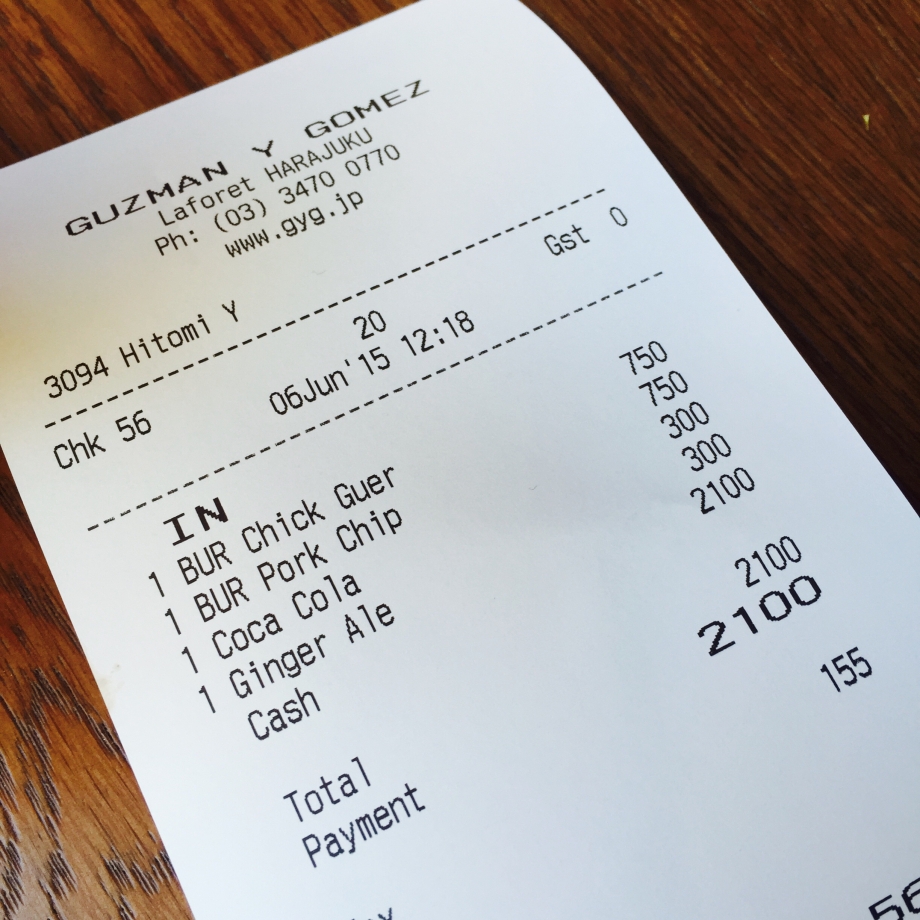 GUZMAN Y GOMEZ
Laforet HARAJUKU
Ph: (03) 3470 0770
www.gyg.jp
3094 Hitomi Y
20
Gst 0
Chk 56 06Jun'15 12:18
IN
1 BUR Chick Guer 750
1 BUR Pork Chip 750
1 Coca Cola 300
1 Ginger Ale 300
Cash 2100
Total 2100
Payment 2100
155
56